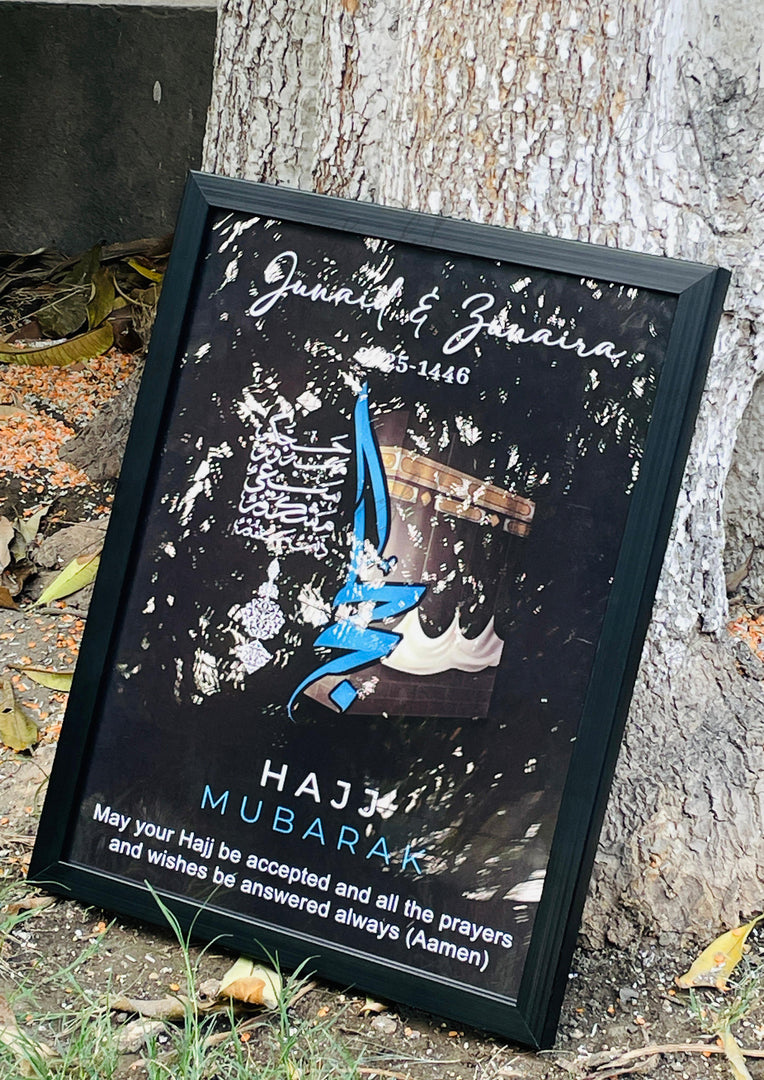 Junaid & Zunaira
25-1446
HAJJ
MUBARAK
May your Hajj be accepted and all the prayers
and wishes be answered always (Aamen)